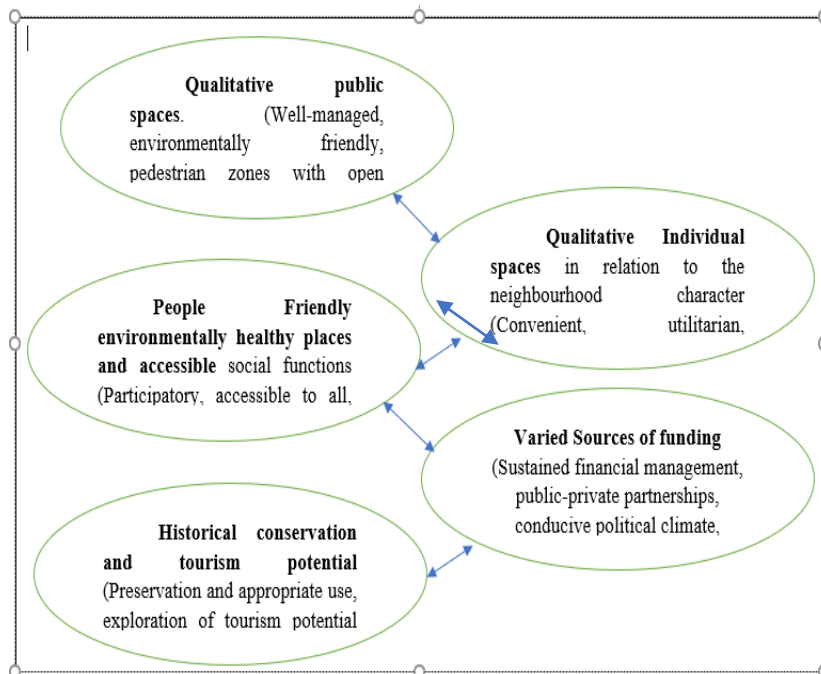 Qualitative public
spaces. (Well-managed,
environmentally friendly,
pedestrian zones with open
Qualitative Individual
spaces in relation to the
neighbourhood character
(Convenient, utilitarian,
People Friendly
environmentally healthy places
and accessible social functions
(Participatory, accessible to all,
Varied Sources of funding
(Sustained financial management,
public-private partnerships,
conducive political climate,
Historical conservation
and tourism potential
(Preservation and appropriate use,
exploration of tourism potential